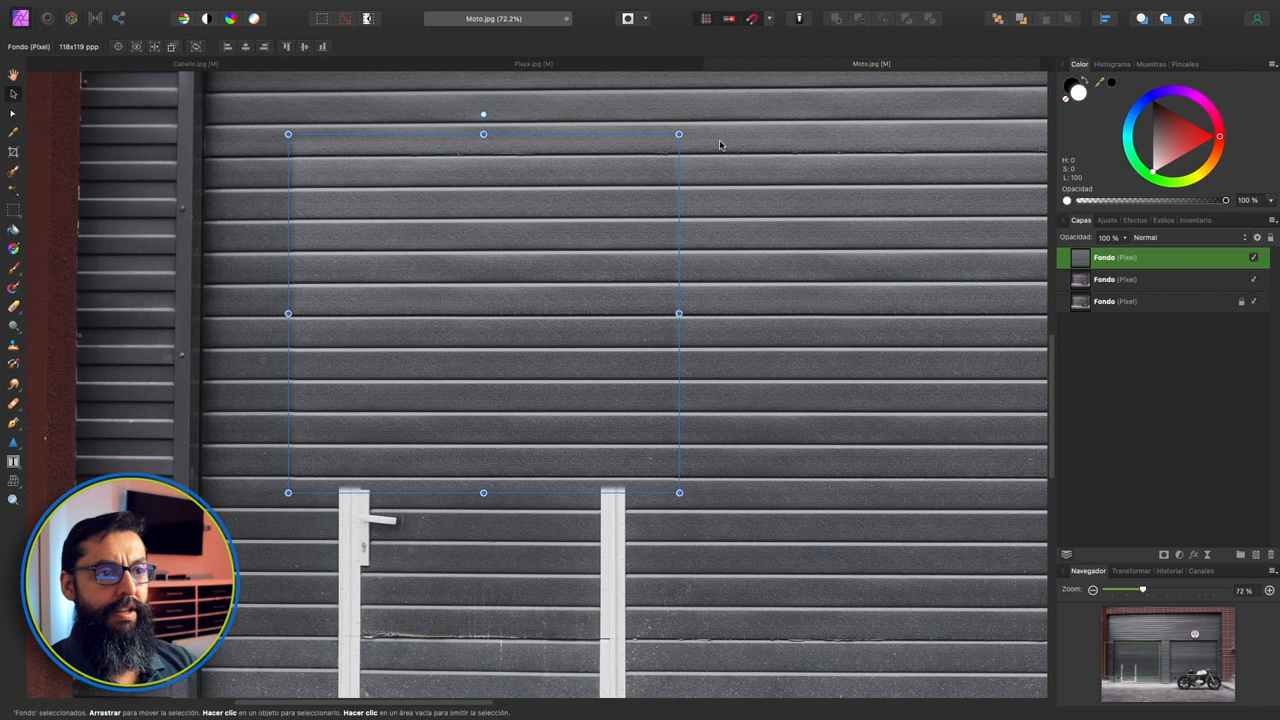 Moto.jpg (72.2%)
Fondo (Píxel) 118x119 ppp
Caballo.jpg [M] Playa.jpg [M] Moto.jpg [M]
Color Histograma Muestras Pinceles
H: 0
S: 0
L: 100
Opacidad
100 %
Capas Ajuste Efectos Estilos Inventario
Opacidad: 100 % Normal
Fondo (Píxel)
Fondo (Píxel)
Fondo (Píxel)
Navegador Transformar Historial Canales
Zoom: 72 %
'Fondo' seleccionados. Arrastrar para mover la selección. Hacer clic en un objeto para seleccionarlo. Hacer clic en un área vacía para omitir la selección.